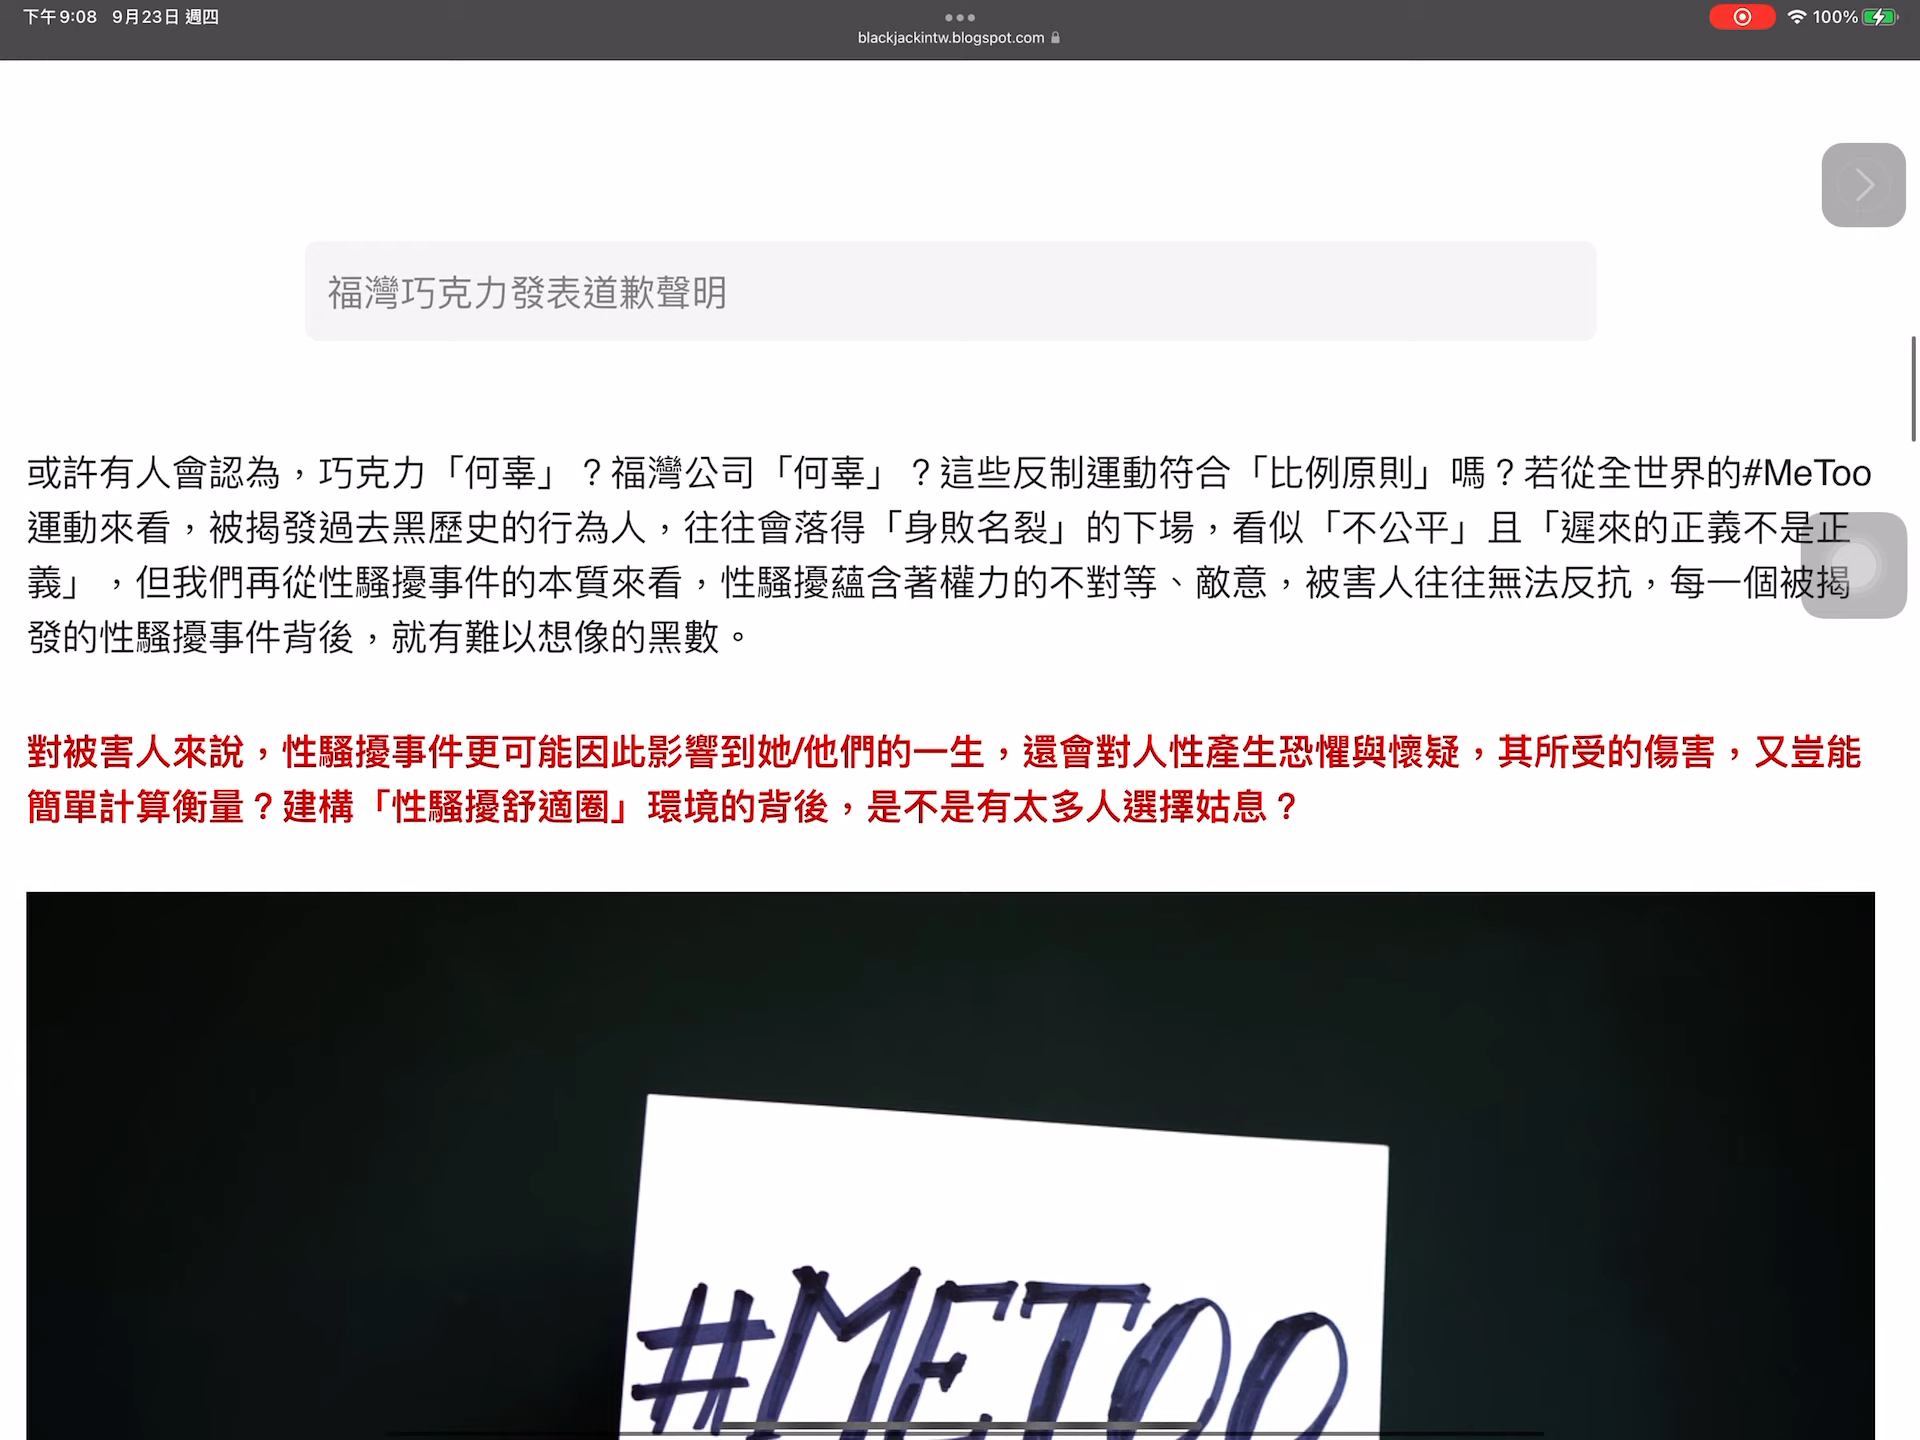 下午9:08 9月23日 週四
100%
blackjackintw.blogspot.com
福灣巧克力發表道歉聲明
或許有人會認為，巧克力「何辜」？福灣公司「何辜」？這些反制運動符合「比例原則」嗎？若從全世界的#MeToo
運動來看，被揭發過去黑歷史的行為人，往往會落得「身敗名裂」的下場，看似「不公平」且「遲來的正義不是正
義」，但我們再從性騷擾事件的本質來看，性騷擾蘊含著權力的不對等、敵意，被害人往往無法反抗，每一個被揭
發的性騷擾事件背後，就有難以想像的黑數。
對被害人來說，性騷擾事件更可能因此影響到她/他們的一生，還會對人性產生恐懼與懷疑，其所受的傷害，又豈能
簡單計算衡量？建構「性騷擾舒適圈」環境的背後，是不是有太多人選擇姑息？
#METOO